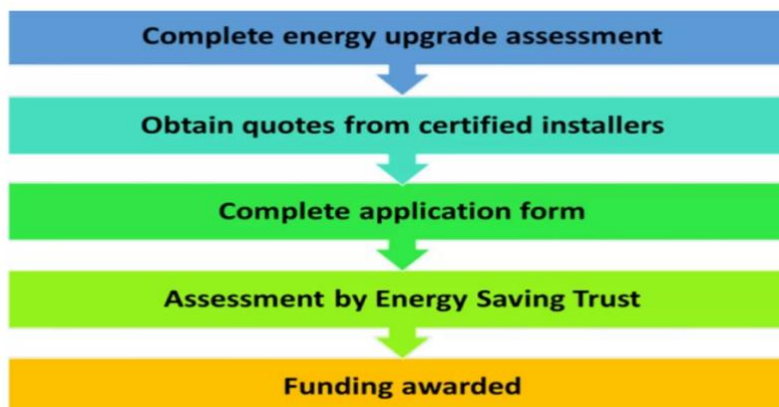 Complete energy upgrade assessment
Obtain quotes from certified installers
Complete application form
Assessment by Energy Saving Trust
Funding awarded